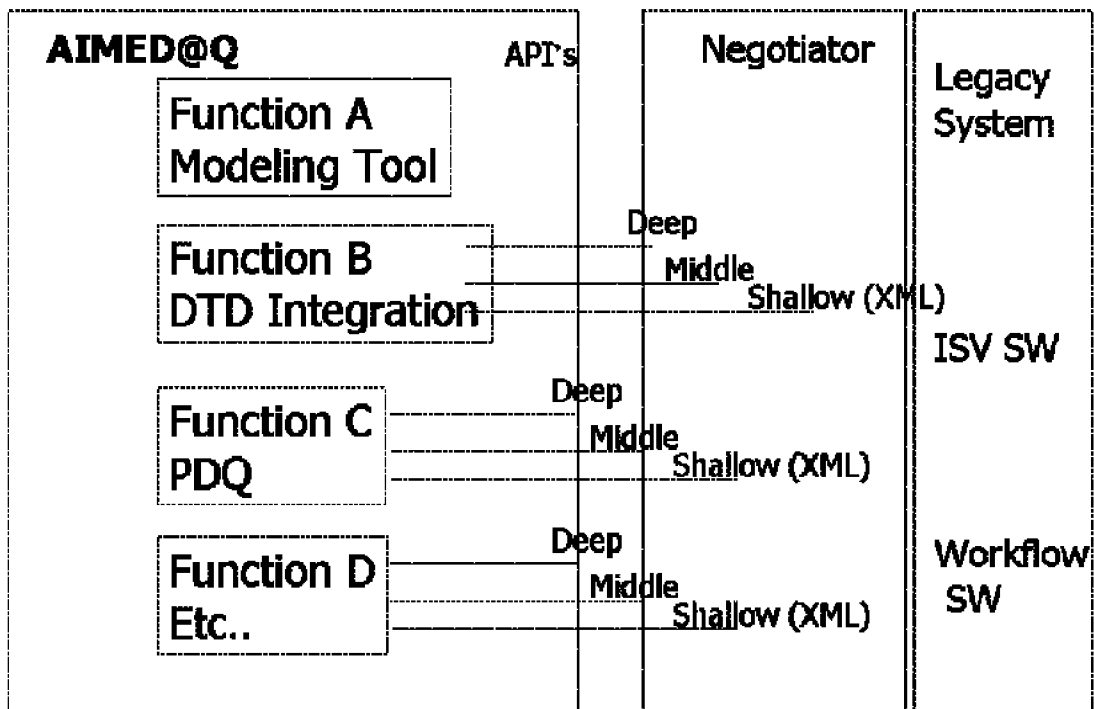 AIMED@Q
API's
Negotiator
Legacy
System
Function A
Modeling Tool
Function B
DTD Integration
Deep
Middle
Shallow (XML)
ISV SW
Function C
PDQ
Deep
Middle
Shallow (XML)
Function D
Etc..
Deep
Middle
Shallow (XML)
Workflow
SW